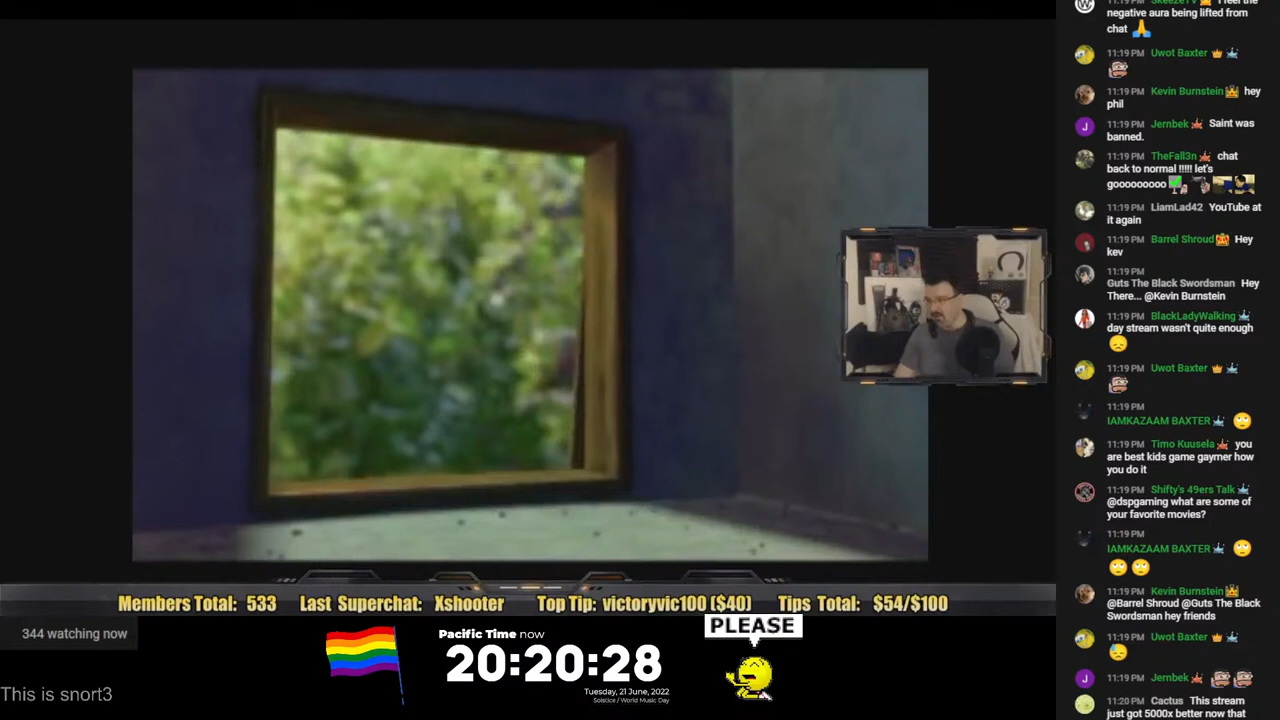 SkeezeTV I feel the
negative aura being lifted from
chat
11:19 PM Uwot Baxter
11:19 PM Kevin Burnstein hey
phil
11:19 PM Jernbek Saint was
banned.
11:19 PM TheFall3n chat
back to normal !!!!! let's
gooooooooo
11:19 PM LiamLad42 YouTube at
it again
11:19 PM Barrel Shroud Hey
kev
11:19 PM
Guts The Black Swordsman Hey
There... @Kevin Burnstein
11:19 PM BlackLadyWalking
day stream wasn't quite enough
11:19 PM Uwot Baxter
11:19 PM
IAMKAZAAM BAXTER
11:19 PM Timo Kuusela you
are best kids game gaymer how
you do it
11:19 PM Shifty's 49ers Talk
@dspgaming what are some of
your favorite movies?
11:19 PM
IAMKAZAAM BAXTER
11:19 PM Kevin Burnstein
@Barrel Shroud @Guts The Black
Swordsman hey friends
11:19 PM Uwot Baxter
11:19 PM Jernbek
11:20 PM Cactus This stream
just got 5000x better now that
Members Total: 533 Last Superchat: Xshooter Top Tip: victoryvic100 ($40) Tips Total: $54/$100
344 watching now
Pacific Time now
20:20:28
Tuesday, 21 June, 2022
Solstice / World Music Day
PLEASE
This is snort3